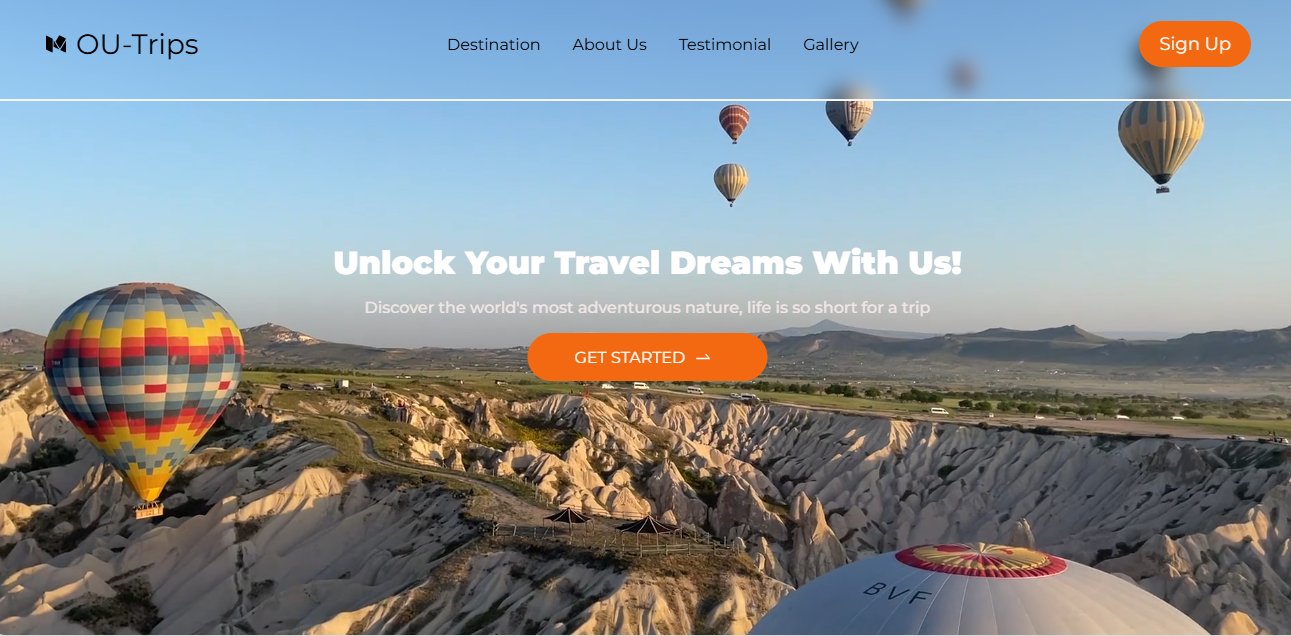 OU-Trips
Destination
About Us
Testimonial
Gallery
Sign Up
Unlock Your Travel Dreams With Us!
Discover the world's most adventurous nature, life is so short for a trip
GET STARTED
BVF